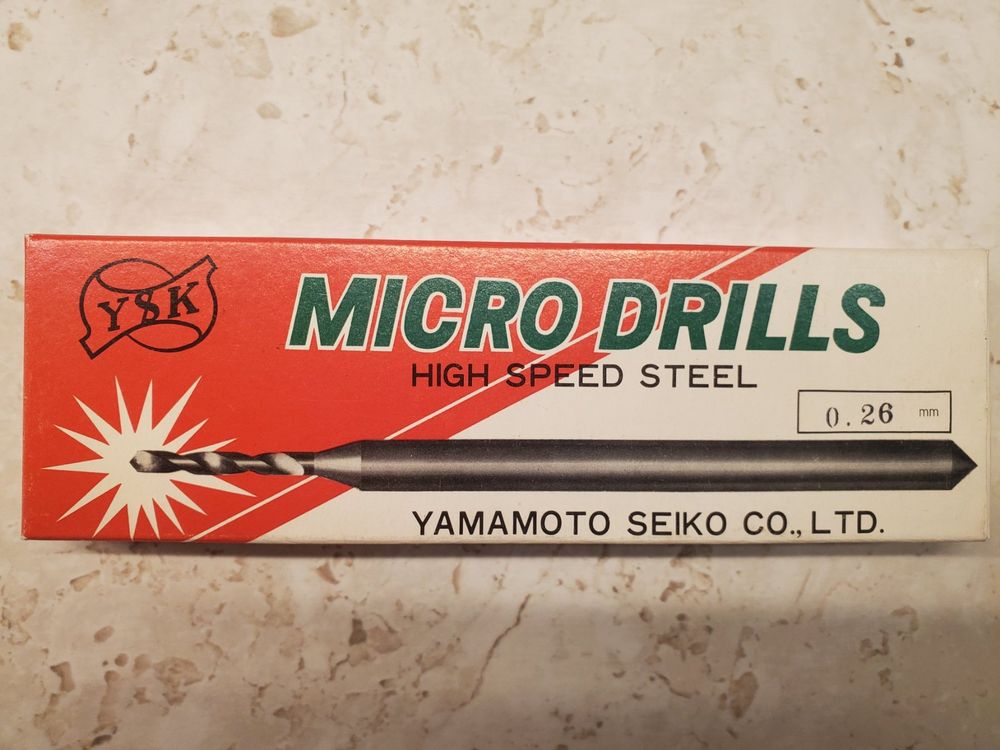 YSK
MICRO DRILLS
HIGH SPEED STEEL
0.26 mm
YAMAMOTO SEIKO CO., LTD.